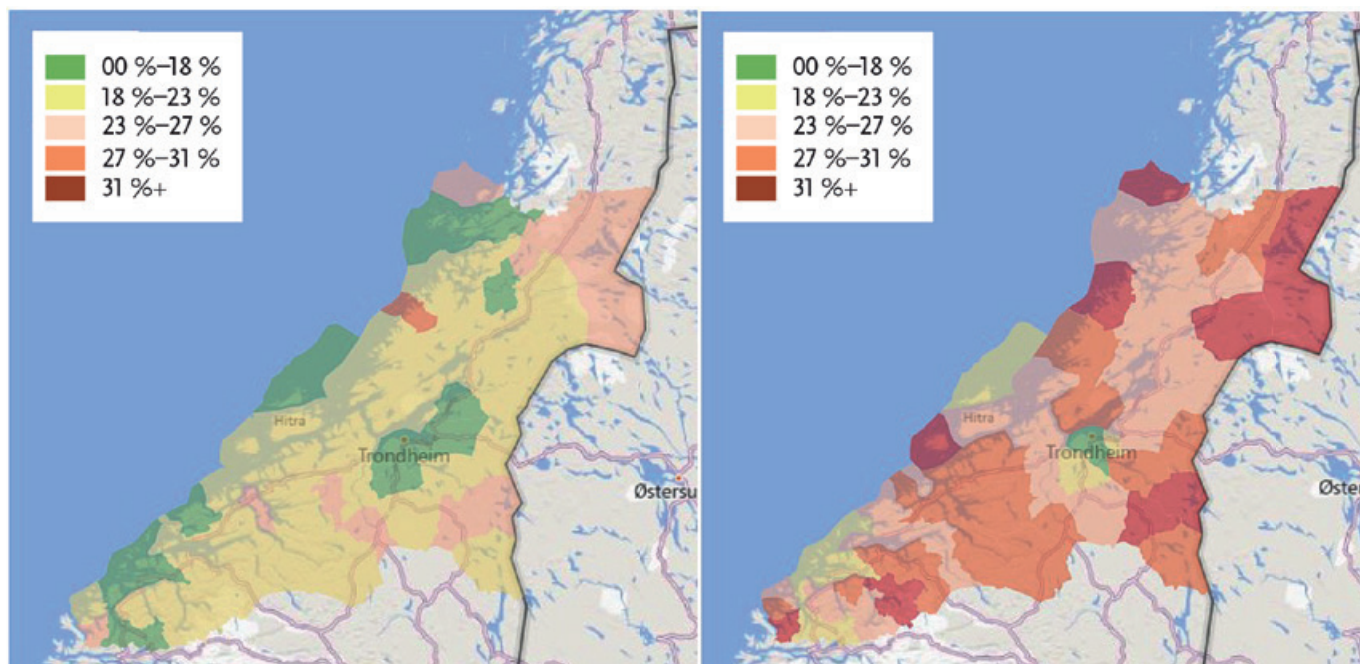 00 %–18 %
18 %–23 %
23 %–27 %
27 %–31 %
31 %+
Hitra
Trondheim
Østersu
00 %–18 %
18 %–23 %
23 %–27 %
27 %–31 %
31 %+
Hitra
Trondheim
Øster